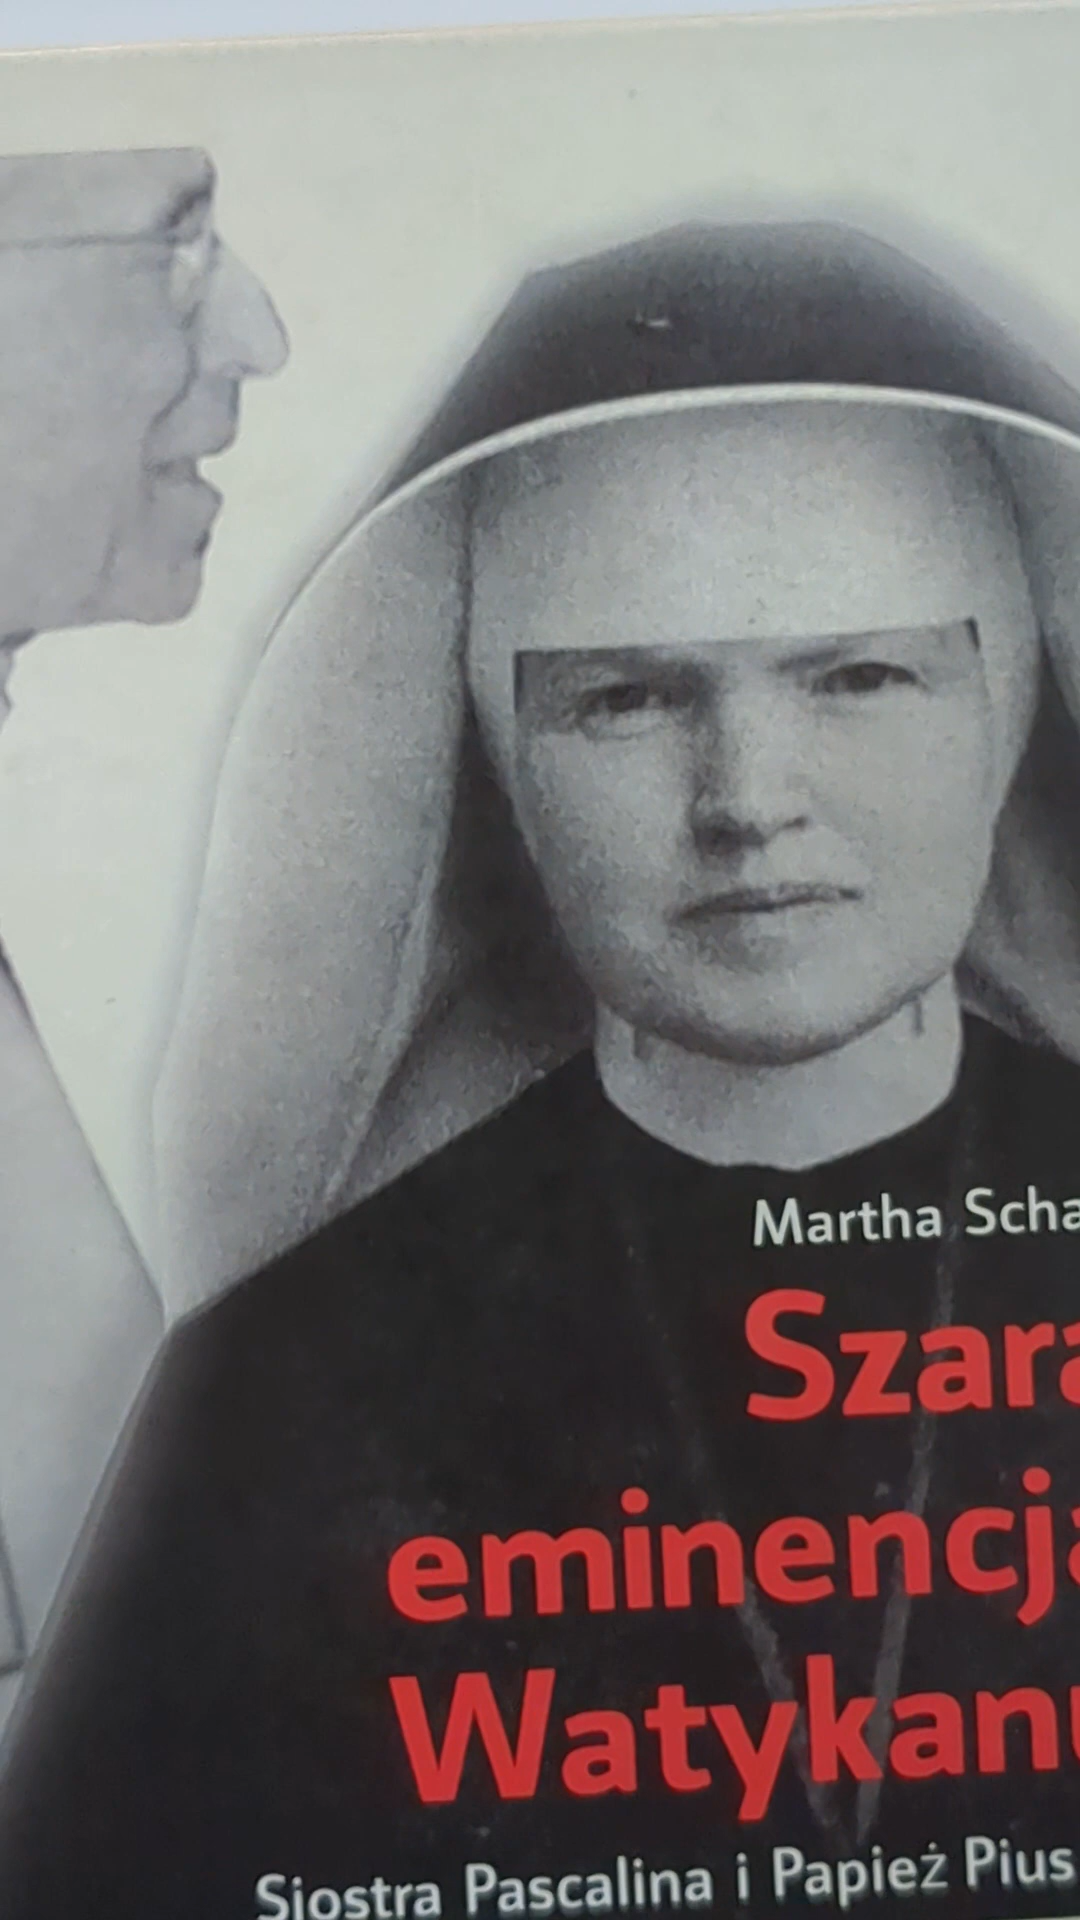 Martha Scha
Szara
eminencja
Watykanu
Siostra Pascalina i Papież Pius